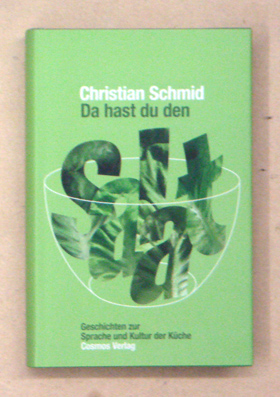 Christian Schmid
Da hast du den
Salat
Geschichten zur
Sprache und Kultur der Küche
Cosmos Verlag